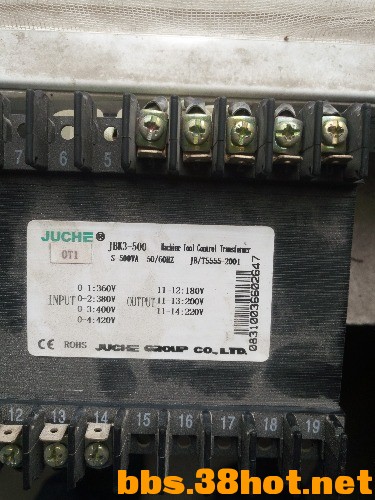 7 6 5
JUCHE®
OTI
JBK3-500 Machine Tool Control Transformer
S 500VA 50/60HZ JB/T5555-2001
INPUT
0 1:360V
0-2:380V
0 3:400V
0-4:420V
OUTPUT
11-12:180V
11-13:200V
11-14:220V
CE ROHS JUCHE GROUP CO.,LTD.
08310036602647
12 13 14 15 16 17 18 19
bbs.38hot.net